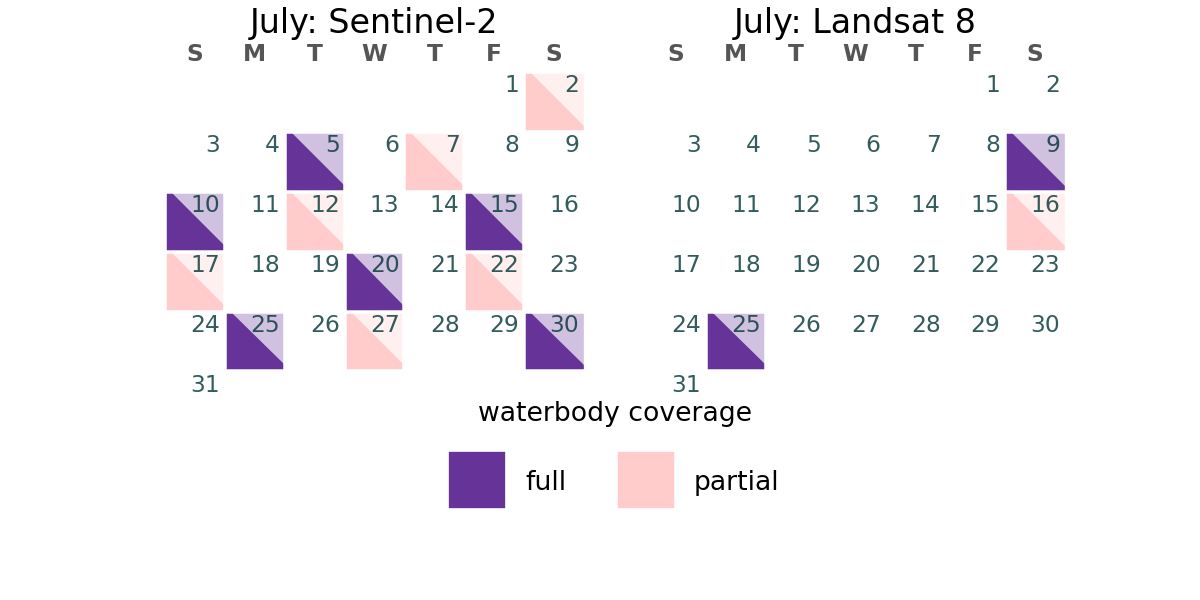 July: Sentinel-2
S M T W T F S
1 2
3 4 5 6 7 8 9
10 11 12 13 14 15 16
17 18 19 20 21 22 23
24 25 26 27 28 29 30
31
July: Landsat 8
S M T W T F S
1 2
3 4 5 6 7 8 9
10 11 12 13 14 15 16
17 18 19 20 21 22 23
24 25 26 27 28 29 30
31
waterbody coverage
full partial